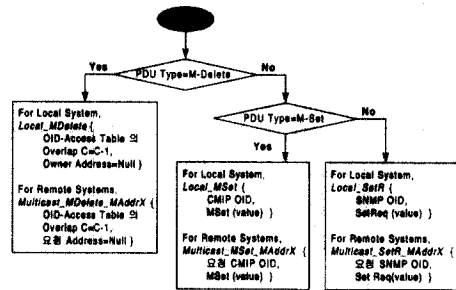 Yes
No
PDU Type=M-Delete
No
PDU Type=M-Set
Yes
For Local System,
Local_MDelete {
OID-Access Table 의
Overlap C=C-1,
Owner Address=Null }
For Remote Systems,
Multicast_MDelete_MAddrX {
OID-Access Table 의
Overlap C=C-1,
요청 Address=Null }
For Local System,
Local_MSet {
CMIP OID,
MSet (value) }
For Remote Systems,
Multicast_MSet_MAddrX {
요청 CMIP OID,
MSet (value) }
For Local System,
Local_SetR {
SNMP OID,
SetReq (value) }
For Remote Systems,
Multicast_SetR_MAddrX {
요청 SNMP OID,
Set Req(value) }